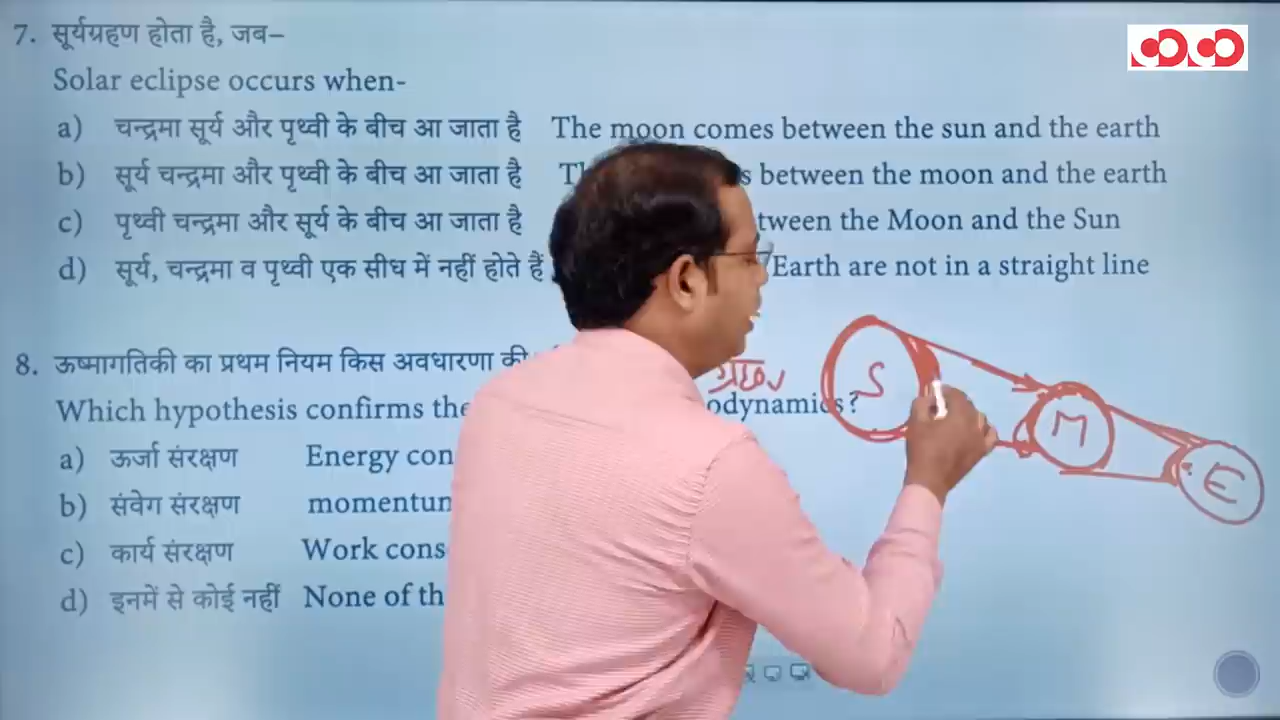 7. सूर्यग्रहण होता है, जब–
Solar eclipse occurs when-
a) चन्द्रमा सूर्य और पृथ्वी के बीच आ जाता है The moon comes between the sun and the earth
b) सूर्य चन्द्रमा और पृथ्वी के बीच आ जाता है between the moon and the earth
c) पृथ्वी चन्द्रमा और सूर्य के बीच आ जाता है tween the Moon and the Sun
d) सूर्य, चन्द्रमा व पृथ्वी एक सीध में नहीं होते हैं Earth are not in a straight line
S
M
E
8. ऊष्मागतिकी का प्रथम नियम किस अवधारणा की
Which hypothesis confirms the odynamics?
a) ऊर्जा संरक्षण Energy con
b) संवेग संरक्षण momentum
c) कार्य संरक्षण Work cons
d) इनमें से कोई नहीं None of th